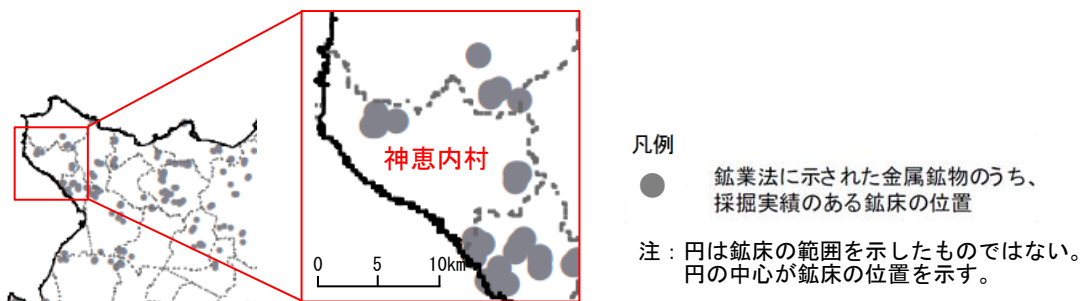 神恵内村
0 5 10km
凡例
鉱業法に示された金属鉱物のうち、
採掘実績のある鉱床の位置
注：円は鉱床の範囲を示したものではない。
円の中心が鉱床の位置を示す。